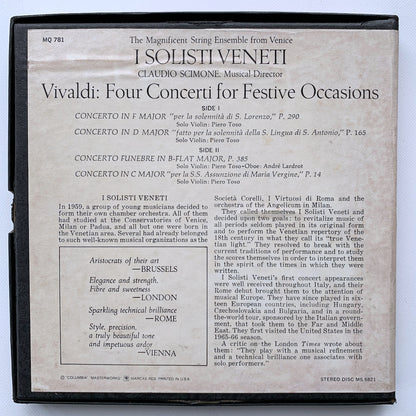 MQ 781
The Magnificent String Ensemble from Venice
I SOLISTI VENETI
CLAUDIO SCIMONE, Musical Director
Vivaldi: Four Concerti for Festive Occasions
SIDE I
CONCERTO IN F MAJOR "per la solennità di S. Lorenzo," P. 290
Solo Violin: Piero Toso
CONCERTO IN D MAJOR "fatto per la solennità della S. Lingua di S. Antonio," P. 165
Solo Violin: Piero Toso
SIDE II
CONCERTO FUNEBRE IN B-FLAT MAJOR, P. 385
Solo Violin: Piero Toso • Oboe: André Lardrot
CONCERTO IN C MAJOR "per la S.S. Assunzione di Maria Vergine," P. 14
Solo Violin: Piero Toso
I SOLISTI VENETI
In 1959, a group of young musicians decided to
form their own chamber orchestra. All of them
had studied at the Conservatories of Venice,
Milan or Padua, and all but one were born in
the Venetian area. Several had already belonged
to such well-known musical organizations as the
Aristocrats of their art
—BRUSSELS
Elegance and strength.
Fibre and sweetness
—LONDON
Sparkling technical brilliance
—ROME
Style, precision,
a truly beautiful tone
and impetuous ardor
—VIENNA
Società Corelli, I Virtuosi di Roma and the
orchestra of the Angelicum in Milan.
They called themselves I Solisti Veneti and
devoted themselves to two goals: to revitalize
music of all periods seldom played in its original form
and to perform the Venetian repertory of the
18th century in what they call its "true Vene-
tian light." They resolved to break with the
current traditions of performance and to study
the scores themselves in order to interpret them
in the spirit of the times in which they were
written.
I Solisti Veneti's first concert appearances
were well received throughout Italy, and their
Rome debut brought them to the attention of
musical Europe. They have since played in six-
teen European countries, including Hungary,
Czechoslovakia and Bulgaria, and in a round-
the-world tour, sponsored by the Italian govern-
ment, that took them to the Far and Middle
East. They first visited the United States in the
1965-66 season.
A critic on the London Times wrote about
them: "They play with a musical refinement
and a technical brilliance one associates with
solo performers."
© "COLUMBIA" "MASTERWORKS" MARCAS REG. PRINTED IN U.S.A.
STEREO DISC MS 6821